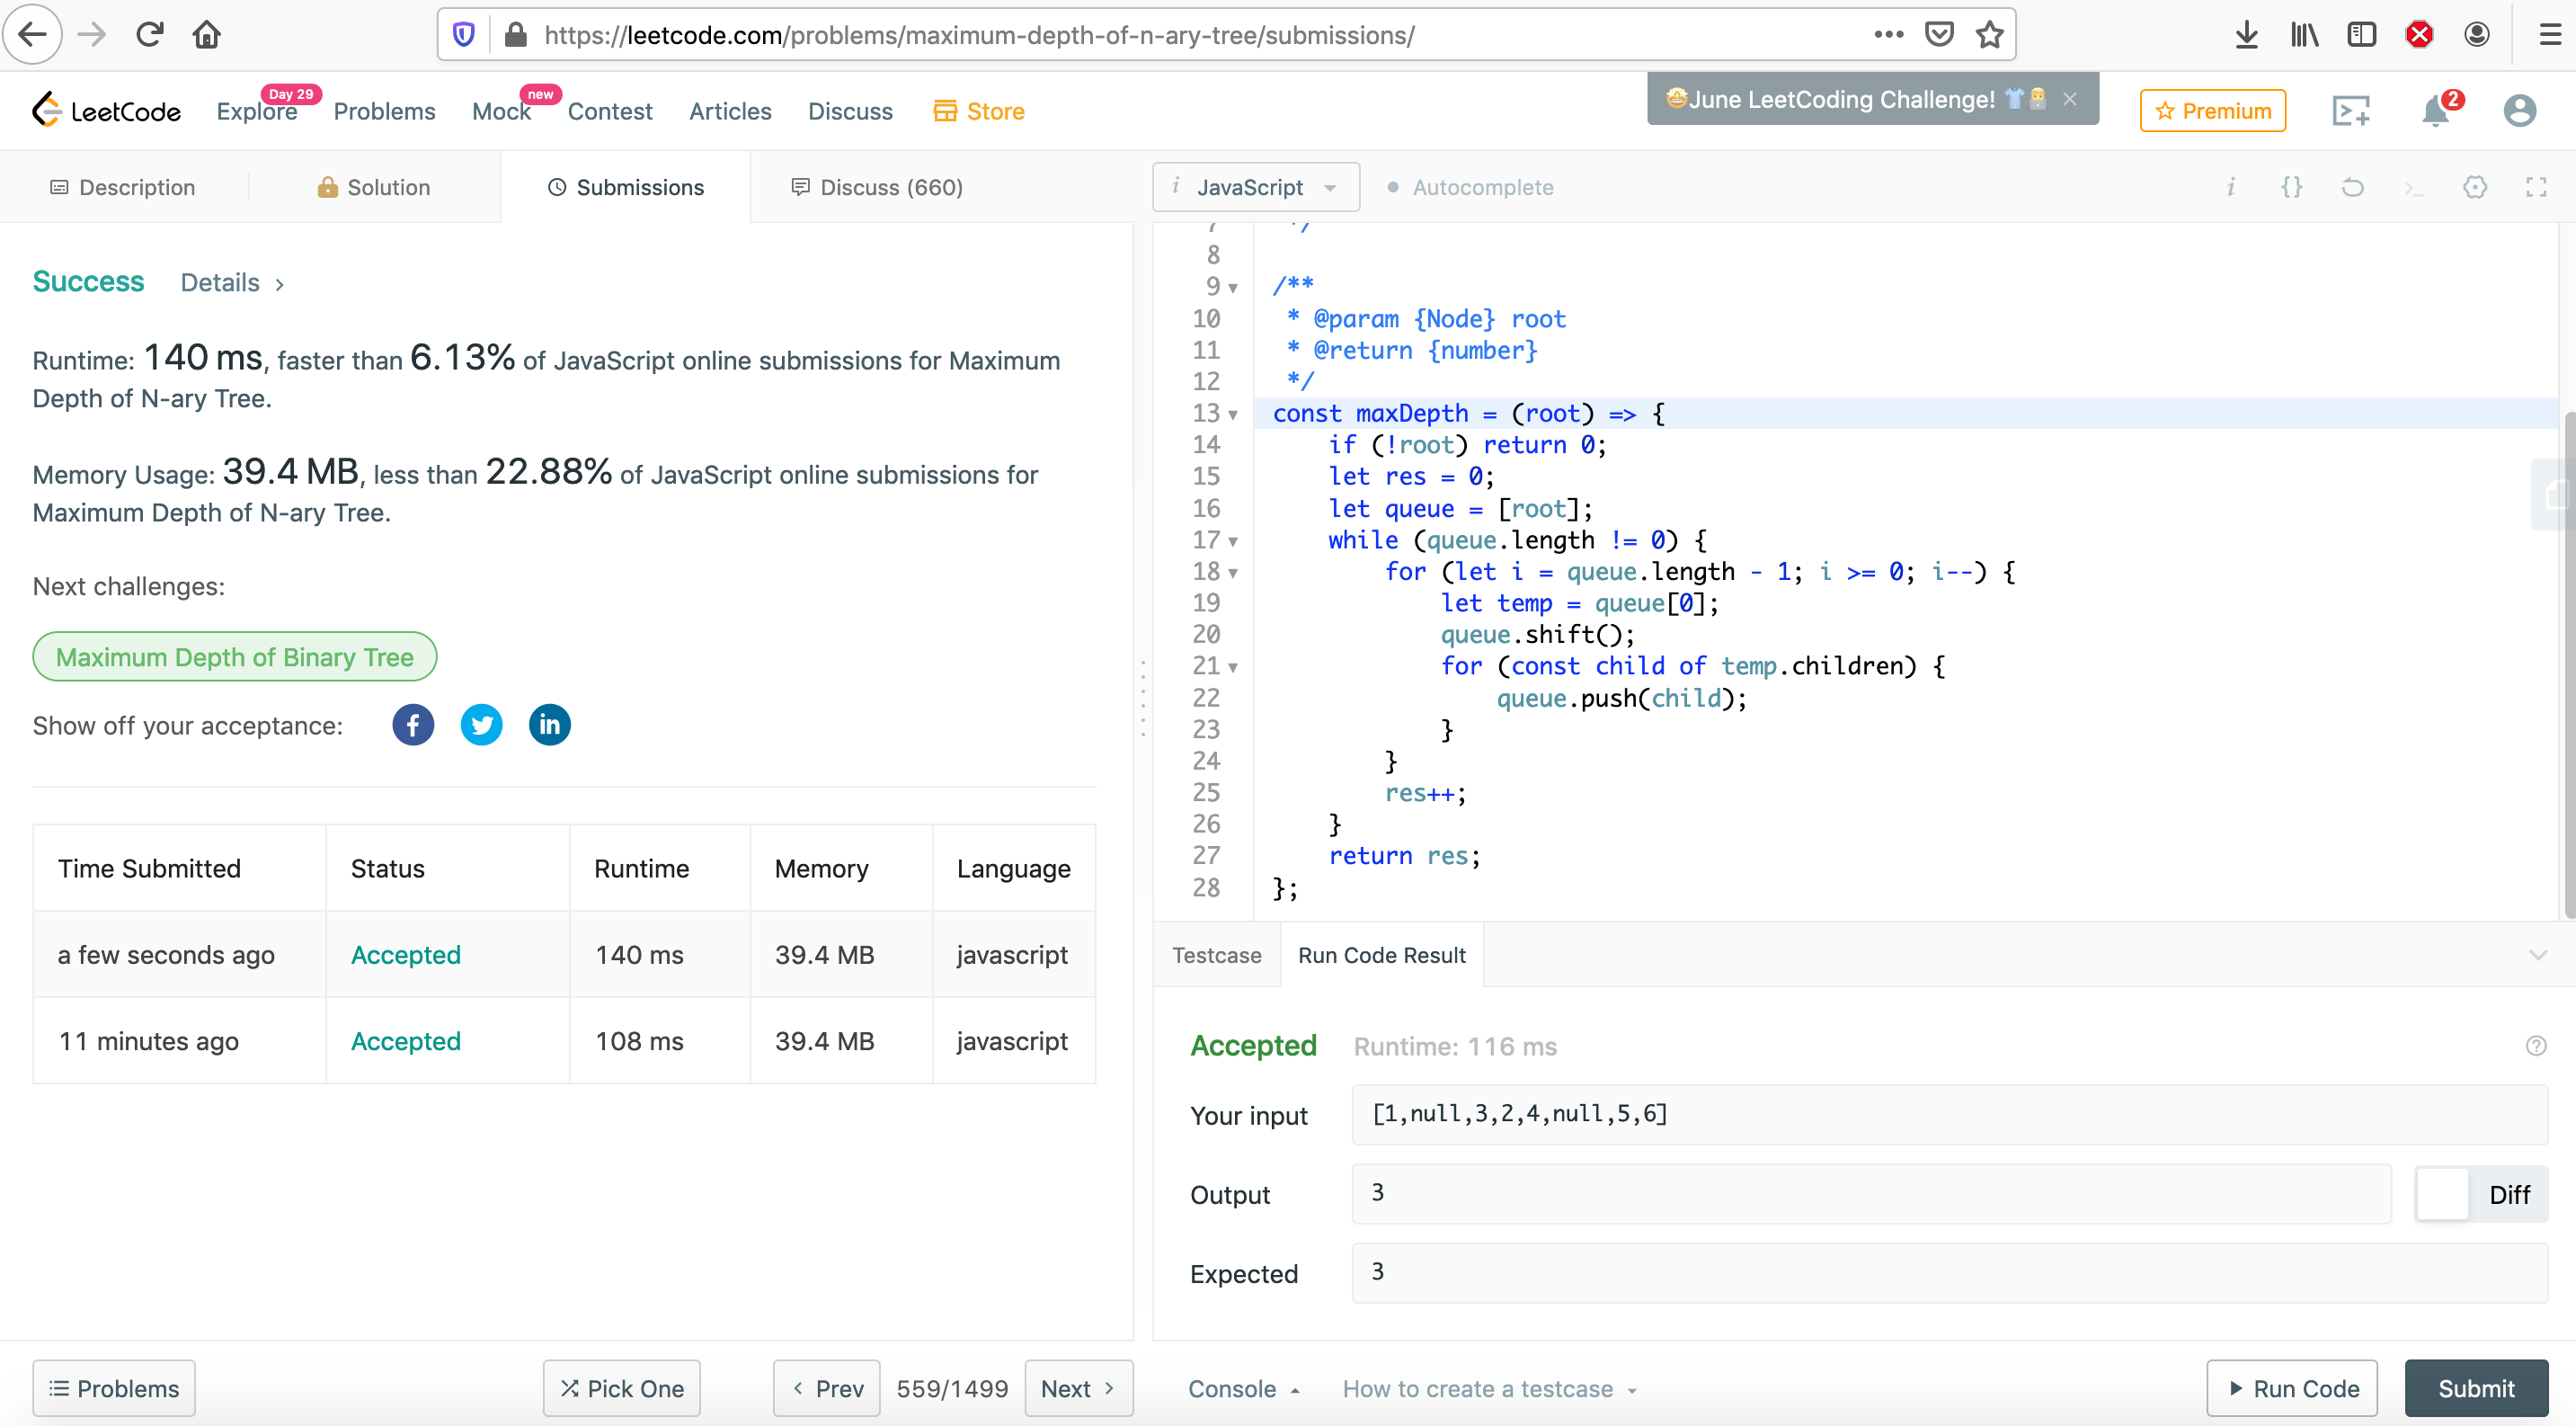 https://leetcode.com/problems/maximum-depth-of-n-ary-tree/submissions/
LeetCode Explore Day 29 Problems Mock new Contest Articles Discuss Store
🤩June LeetCoding Challenge! 👕👩‍💻 ×
Premium 2
Description Solution Submissions Discuss (660)
Success Details >
Runtime: 140 ms, faster than 6.13% of JavaScript online submissions for Maximum
Depth of N-ary Tree.
Memory Usage: 39.4 MB, less than 22.88% of JavaScript online submissions for
Maximum Depth of N-ary Tree.
Next challenges:
Maximum Depth of Binary Tree
Show off your acceptance: f in
Time Submitted Status Runtime Memory Language
a few seconds ago Accepted 140 ms 39.4 MB javascript
11 minutes ago Accepted 108 ms 39.4 MB javascript
i JavaScript Autocomplete
i {} >_
7 */
8
9 /**
10 * @param {Node} root
11 * @return {number}
12 */
13 const maxDepth = (root) => {
14 if (!root) return 0;
15 let res = 0;
16 let queue = [root];
17 while (queue.length != 0) {
18 for (let i = queue.length - 1; i >= 0; i--) {
19 let temp = queue[0];
20 queue.shift();
21 for (const child of temp.children) {
22 queue.push(child);
23 }
24 }
25 res++;
26 }
27 return res;
28 };
Testcase Run Code Result
Accepted Runtime: 116 ms ?
Your input [1,null,3,2,4,null,5,6]
Output 3 Diff
Expected 3
Problems Pick One < Prev 559/1499 Next >
Console How to create a testcase Run Code Submit